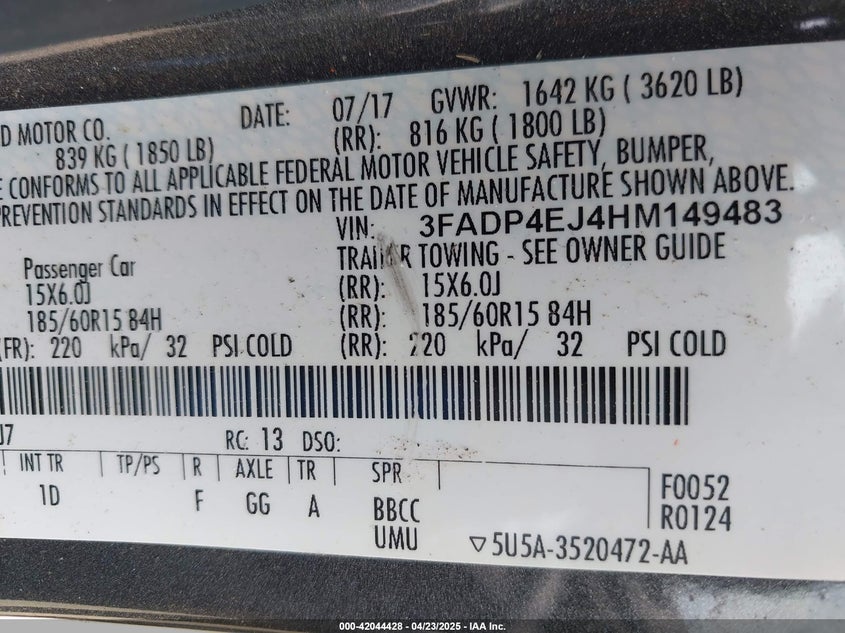 D MOTOR CO. DATE: 07/17 GVWR: 1642 KG ( 3620 LB)
839 KG ( 1850 LB) (RR): 816 KG ( 1800 LB)
E CONFORMS TO ALL APPLICABLE FEDERAL MOTOR VEHICLE SAFETY, BUMPER,
PREVENTION STANDARDS IN EFFECT ON THE DATE OF MANUFACTURE SHOWN ABOVE.
VIN: 3FADP4EJ4HM149483
Passenger Car TRAILER TOWING - SEE OWNER GUIDE
15X6.0J (RR): 15X6.0J
185/60R15 84H (RR): 185/60R15 84H
(FR): 220 kPa/ 32 PSI COLD (RR): 220 kPa/ 32 PSI COLD
J7 RC: 13 DSO:
INT TR TP/PS R AXLE TR SPR F0052
1D F GG A BBCC R0124
UMU ▽5U5A-3520472-AA
000-42044428 - 04/23/2025 - IAA Inc.